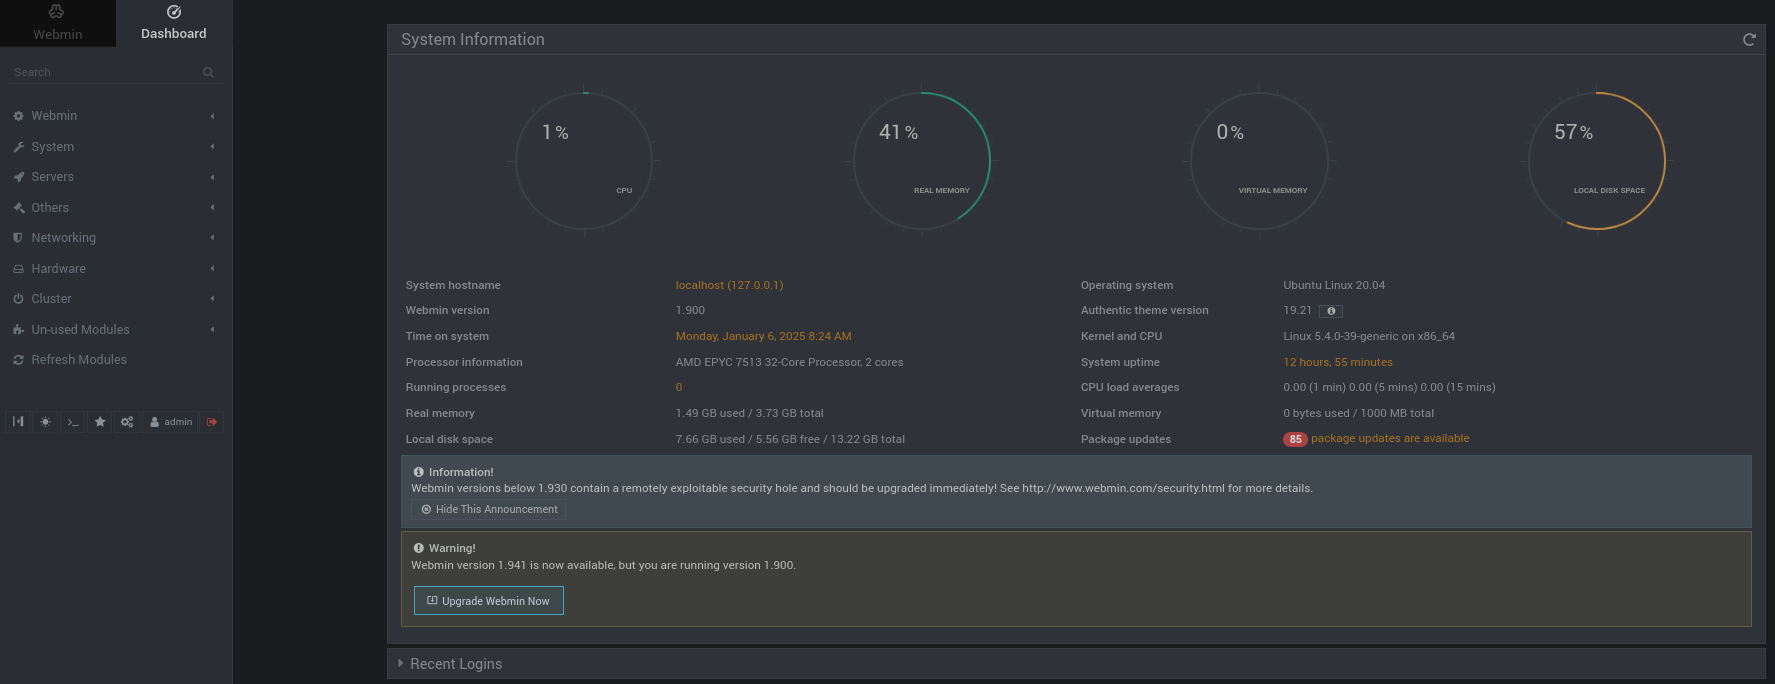 Webmin
Dashboard
Search
Webmin
System
Servers
Others
Networking
Hardware
Cluster
Un-used Modules
Refresh Modules
admin
System Information
1%
CPU
41%
REAL MEMORY
0%
VIRTUAL MEMORY
57%
LOCAL DISK SPACE
System hostname localhost (127.0.0.1) Operating system Ubuntu Linux 20.04
Webmin version 1.900 Authentic theme version 19.21
Time on system Monday, January 6, 2025 8:24 AM Kernel and CPU Linux 5.4.0-39-generic on x86_64
Processor information AMD EPYC 7513 32-Core Processor, 2 cores System uptime 12 hours, 55 minutes
Running processes 0 CPU load averages 0.00 (1 min) 0.00 (5 mins) 0.00 (15 mins)
Real memory 1.49 GB used / 3.73 GB total Virtual memory 0 bytes used / 1000 MB total
Local disk space 7.66 GB used / 5.56 GB free / 13.22 GB total Package updates 85 package updates are available
Information!
Webmin versions below 1.930 contain a remotely exploitable security hole and should be upgraded immediately! See http://www.webmin.com/security.html for more details.
Hide This Announcement
Warning!
Webmin version 1.941 is now available, but you are running version 1.900.
Upgrade Webmin Now
Recent Logins